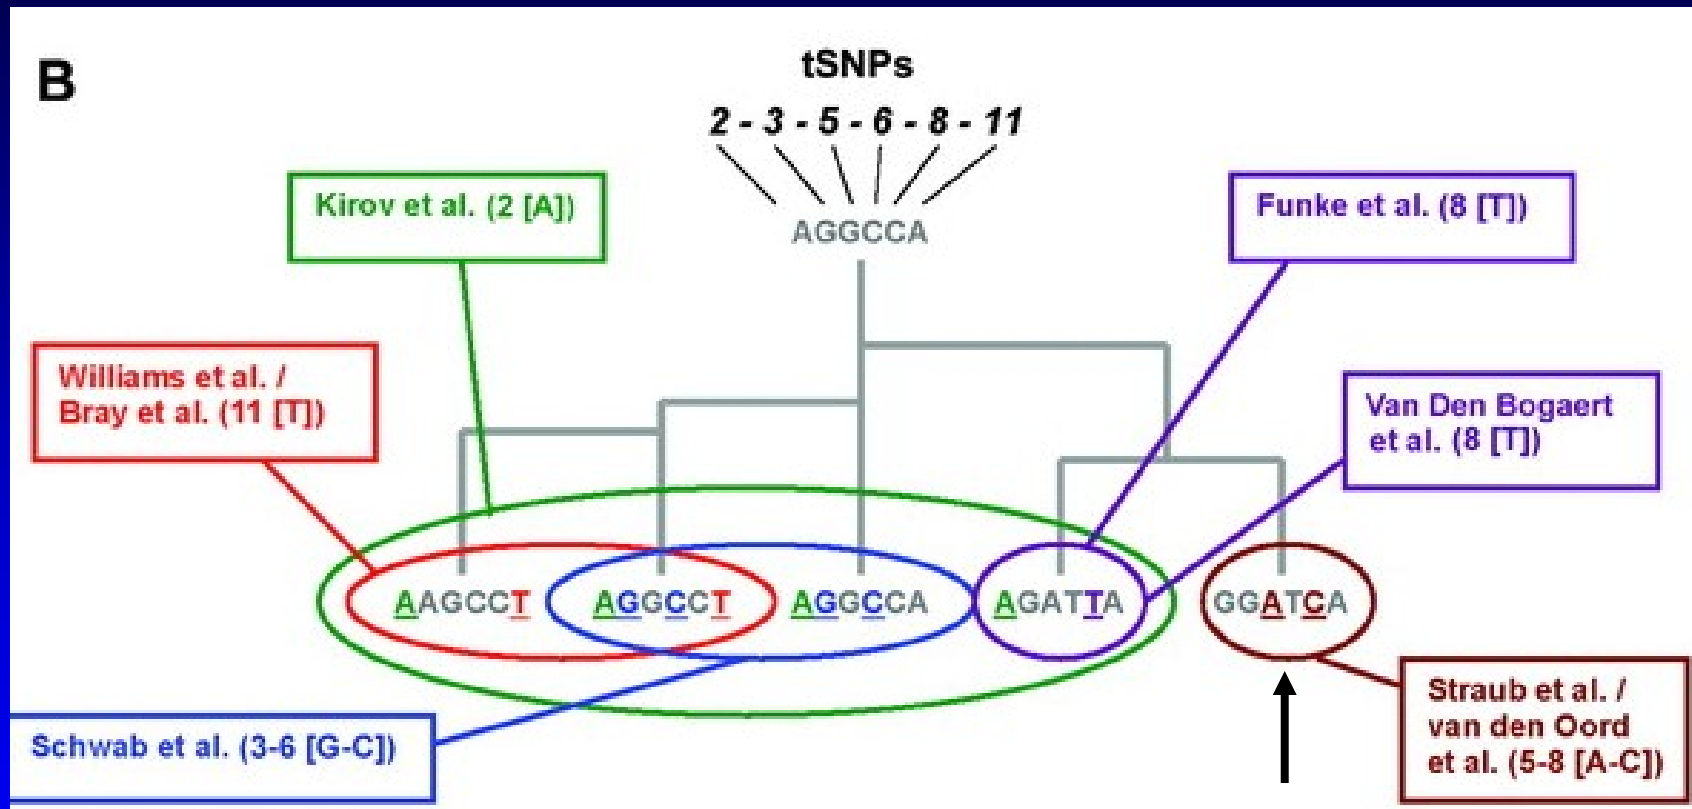 B
tSNPs
2 - 3 - 5 - 6 - 8 - 11
Kirov et al. (2 [A])
Funke et al. (8 [T])
AGGCCA
Williams et al. /
Bray et al. (11 [T])
Van Den Bogaert
et al. (8 [T])
AAGCCT AGGCCT AGGCCA AGATTA GGATCA
Straub et al. /
van den Oord
et al. (5-8 [A-C])
Schwab et al. (3-6 [G-C])